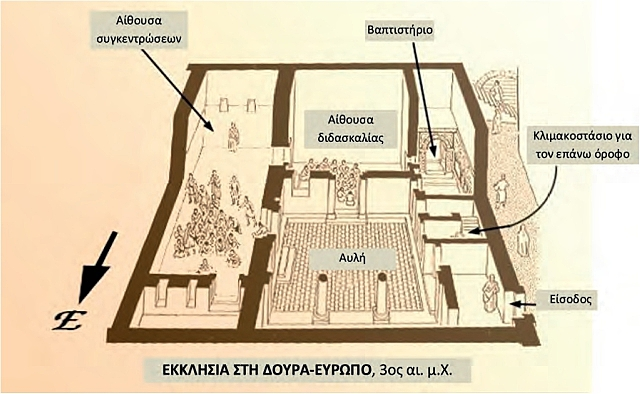 Αίθουσα
συγκεντρώσεων
Βαπτιστήριο
Αίθουσα
διδασκαλίας
Κλιμακοστάσιο για
τον επάνω όροφο
Αυλή
Είσοδος
E
ΕΚΚΛΗΣΙΑ ΣΤΗ ΔΟΥΡΑ-ΕΥΡΩΠΟ, 3ος αι. μ.Χ.